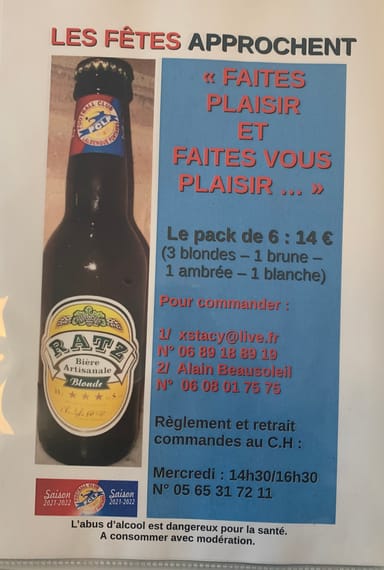 LES FÊTES APPROCHENT
« FAITES
PLAISIR
ET
FAITES VOUS
PLAISIR ... »
Le pack de 6 : 14 €
(3 blondes – 1 brune –
1 ambrée – 1 blanche)
Pour commander :
1/ xstacy@live.fr
N° 06 89 18 89 19
2/ Alain Beausoleil
N° 06 08 01 75 75
Règlement et retrait
commandes au C.H :
Mercredi : 14h30/16h30
N° 05 65 31 72 11
FOOTBALL CLUB
FCLP
RATZ
Bière
Artisanale
Blonde
Saison
2021-2022
Saison
2021-2022
L'abus d'alcool est dangereux pour la santé.
A consommer avec modération.